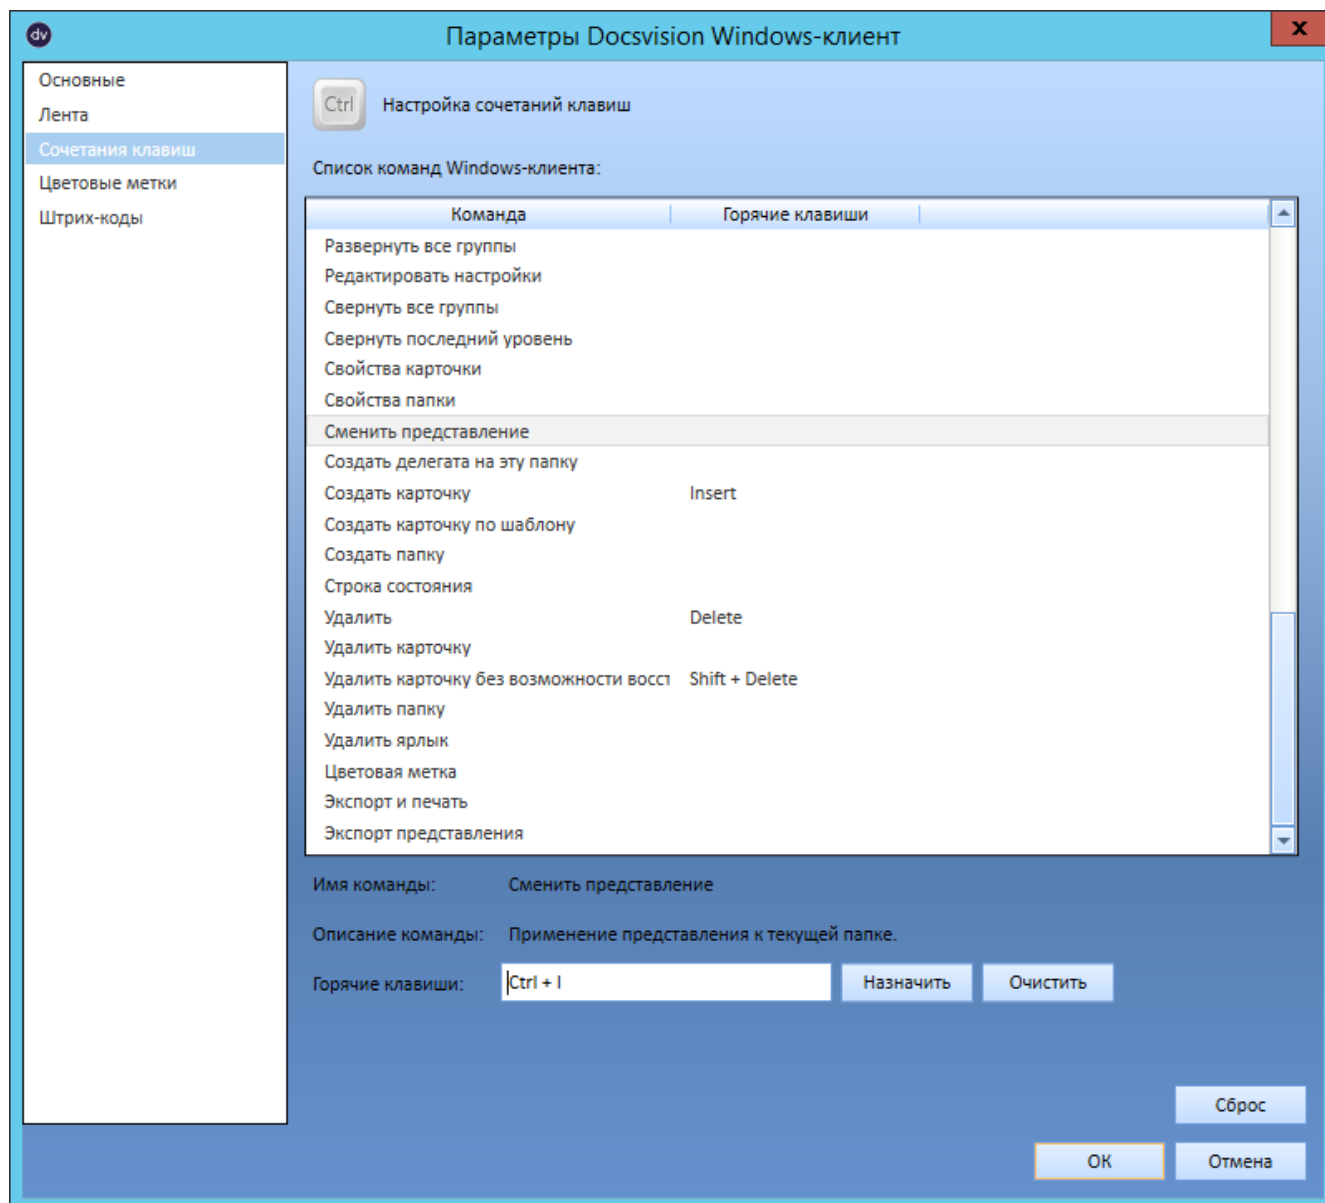 dv
Параметры Docsvision Windows-клиент
x
Основные
Лента
Сочетания клавиш
Цветовые метки
Штрих-коды
Ctrl
Настройка сочетаний клавиш
Список команд Windows-клиента:
Команда Горячие клавиши
Развернуть все группы
Редактировать настройки
Свернуть все группы
Свернуть последний уровень
Свойства карточки
Свойства папки
Сменить представление
Создать делегата на эту папку
Создать карточку Insert
Создать карточку по шаблону
Создать папку
Строка состояния
Удалить Delete
Удалить карточку
Удалить карточку без возможности восст Shift + Delete
Удалить папку
Удалить ярлык
Цветовая метка
Экспорт и печать
Экспорт представления
Имя команды: Сменить представление
Описание команды: Применение представления к текущей папке.
Горячие клавиши: Ctrl + I Назначить Очистить
Сброс
ОК Отмена